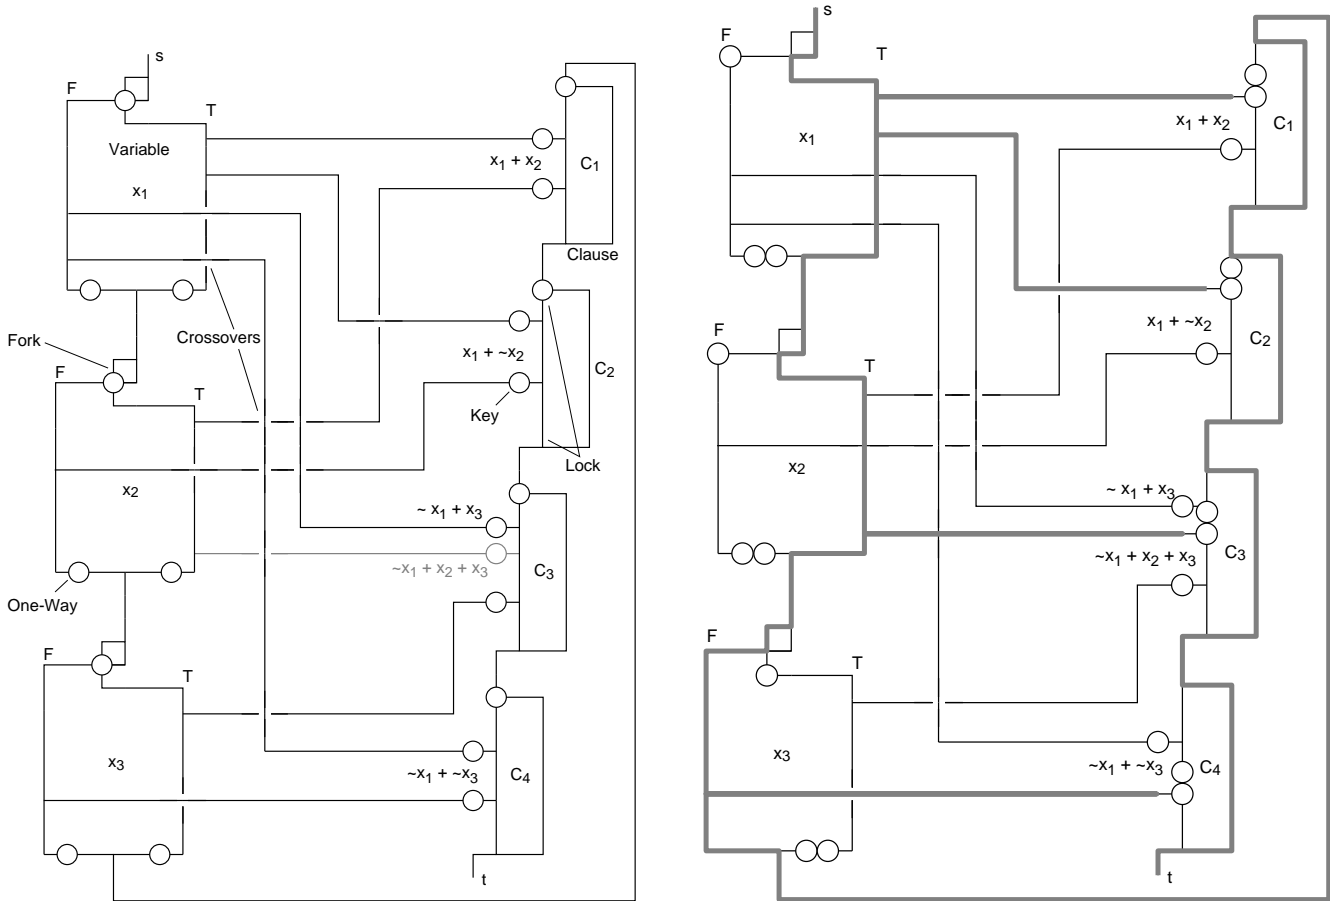 s
F
T
Variable
x1
x1 + x2
C1
Clause
Fork
Crossovers
x1 + ~x2
C2
F
T
Key
Lock
x2
~ x1 + x3
~x1 + x2 + x3
C3
One-Way
F
T
x3
~x1 + ~x3
C4
t
s
F
T
x1
x1 + x2
C1
x1 + ~x2
C2
F
T
x2
~ x1 + x3
~x1 + x2 + x3
C3
F
T
x3
~x1 + ~x3
C4
t